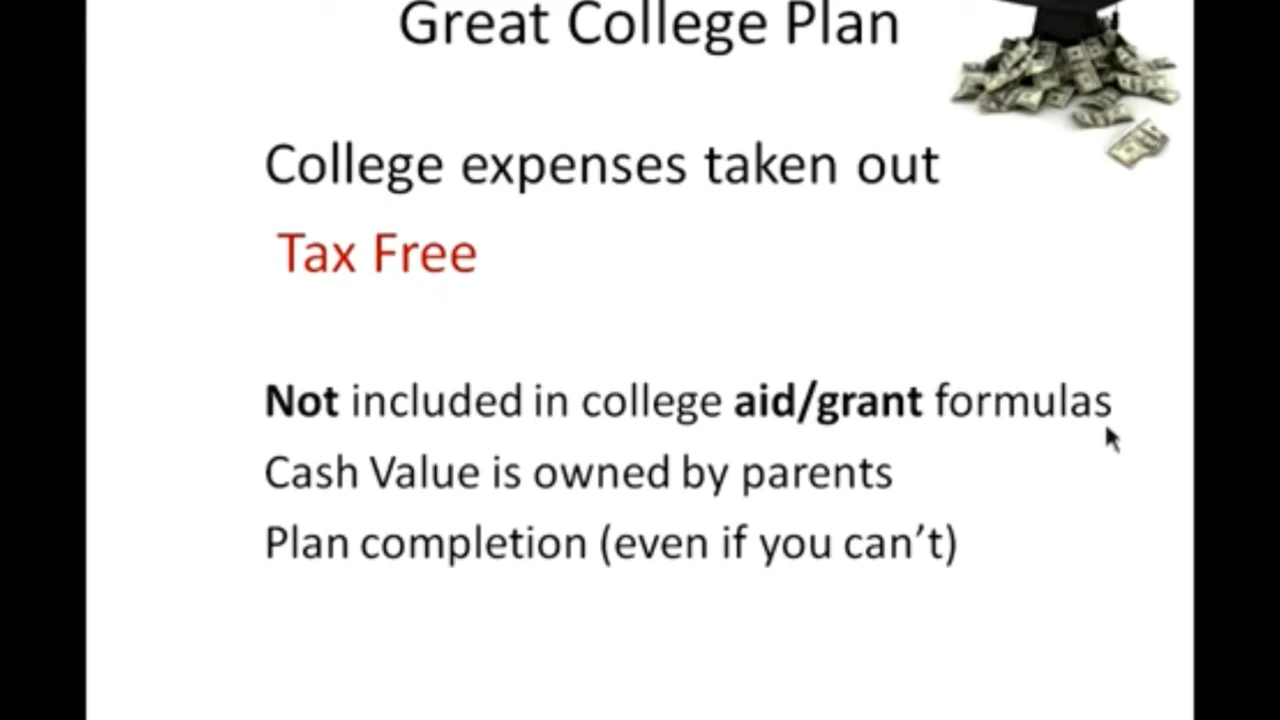 Great College Plan
College expenses taken out
Tax Free
Not included in college aid/grant formulas
Cash Value is owned by parents
Plan completion (even if you can’t)